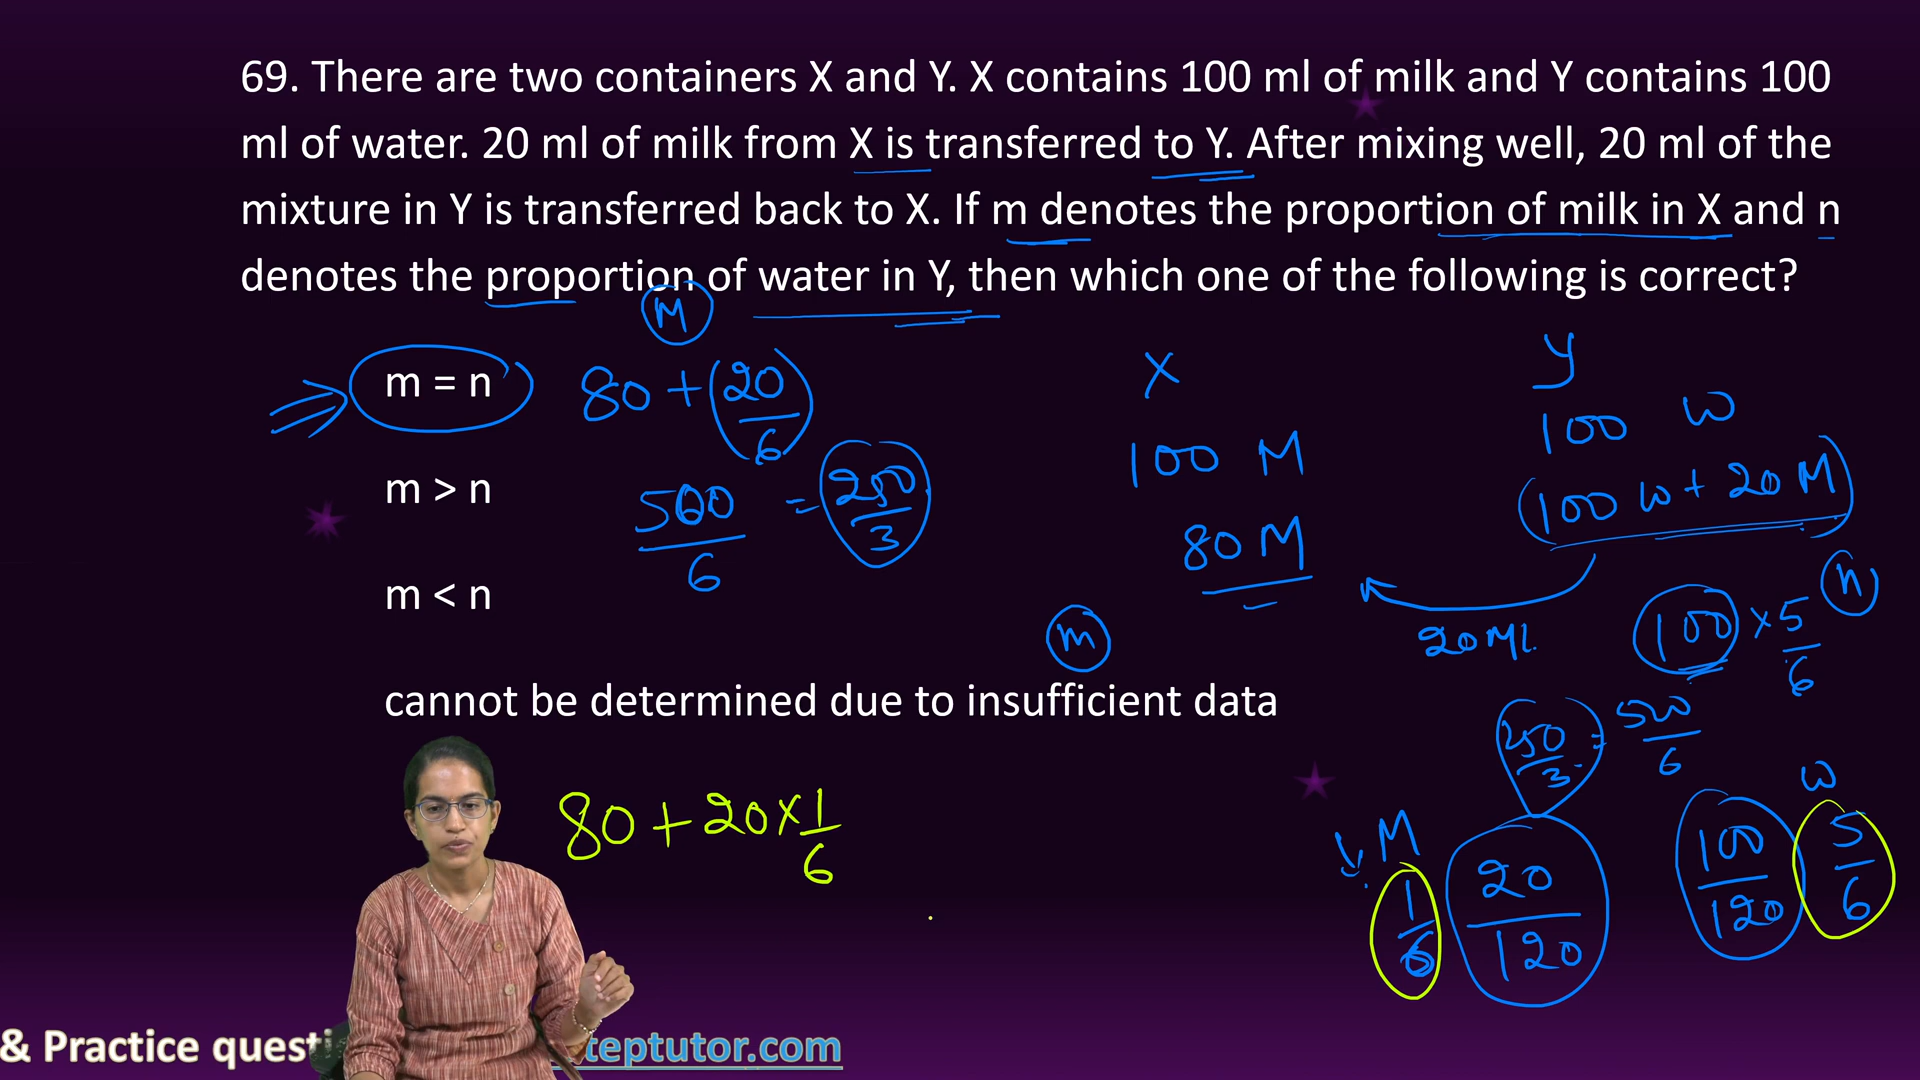 69. There are two containers X and Y. X contains 100 ml of milk and Y contains 100
ml of water. 20 ml of milk from X is transferred to Y. After mixing well, 20 ml of the
mixture in Y is transferred back to X. If m denotes the proportion of milk in X and n
denotes the proportion of water in Y, then which one of the following is correct?
M
X
Y
m = n
80 + (20/6)
100 W
100 M
(100 W + 20 M)
m > n
500/6 = 250/3
80 M
m < n
n
100 × 5/6
20 ML
m
cannot be determined due to insufficient data
250/3 = 500/6
W
80 + 20 × 1/6
M
1/6
20/120
100/120
5/6
& Practice questi
teptutor.com